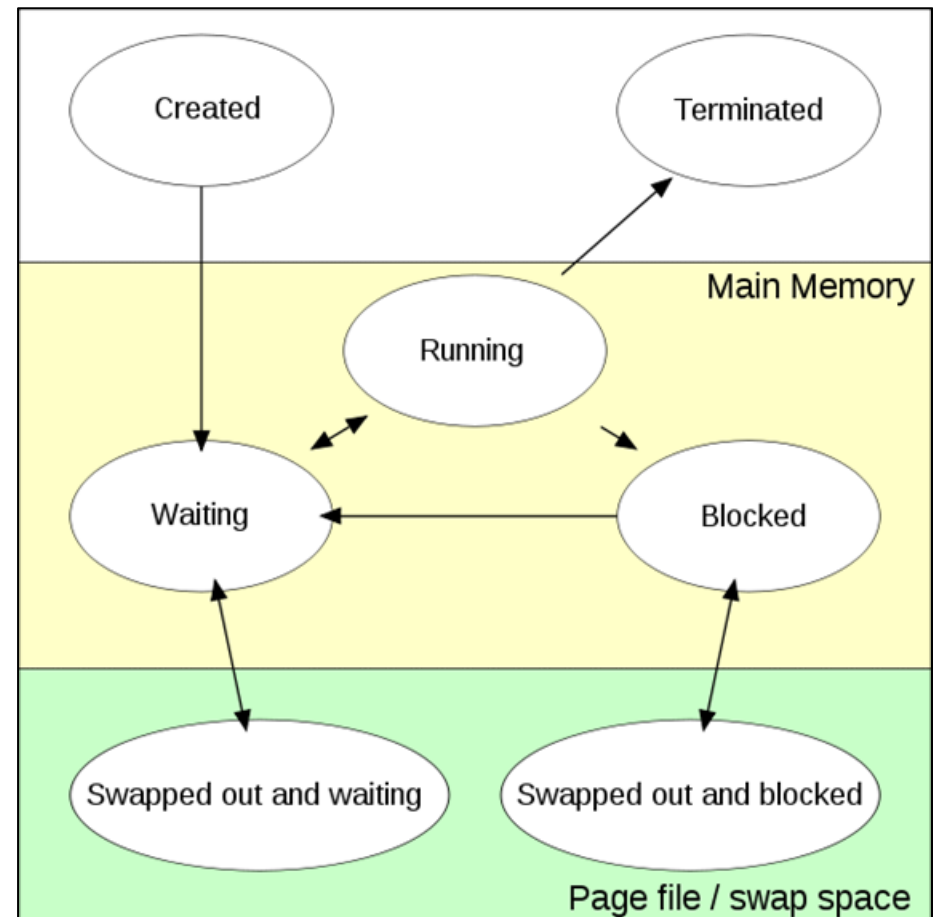 Created
Terminated
Main Memory
Running
Waiting
Blocked
Swapped out and waiting
Swapped out and blocked
Page file / swap space